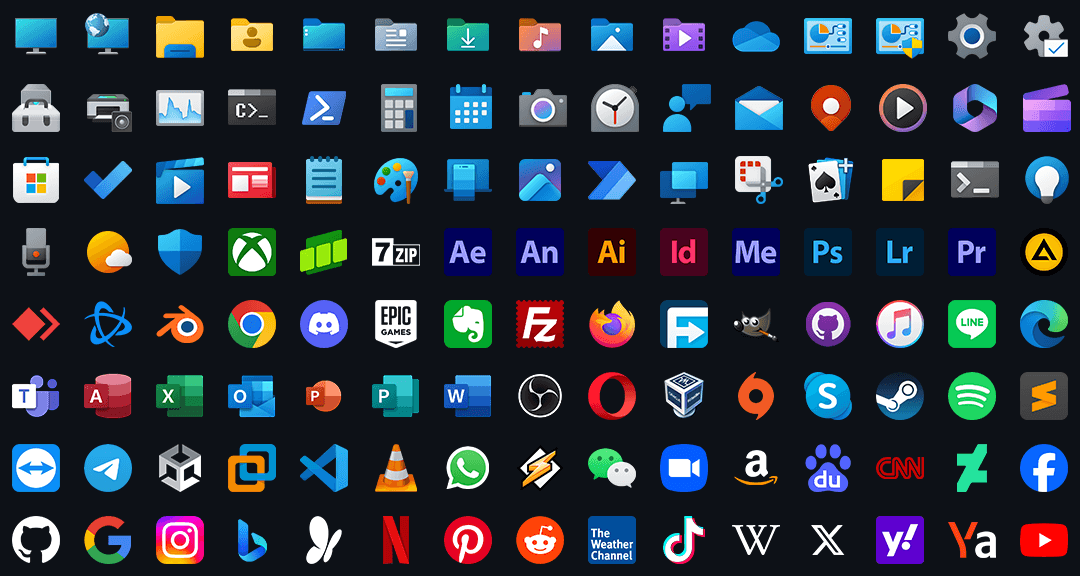 C>_
>_
7ZIP
Ae
An
Ai
Id
Me
Ps
Lr
Pr
EPIC
GAMES
Fz
LINE
T
A
X
O
P
P
W
S
a
du
CNN
G
b
N
The
Weather
Channel
W
X
y!
Ya